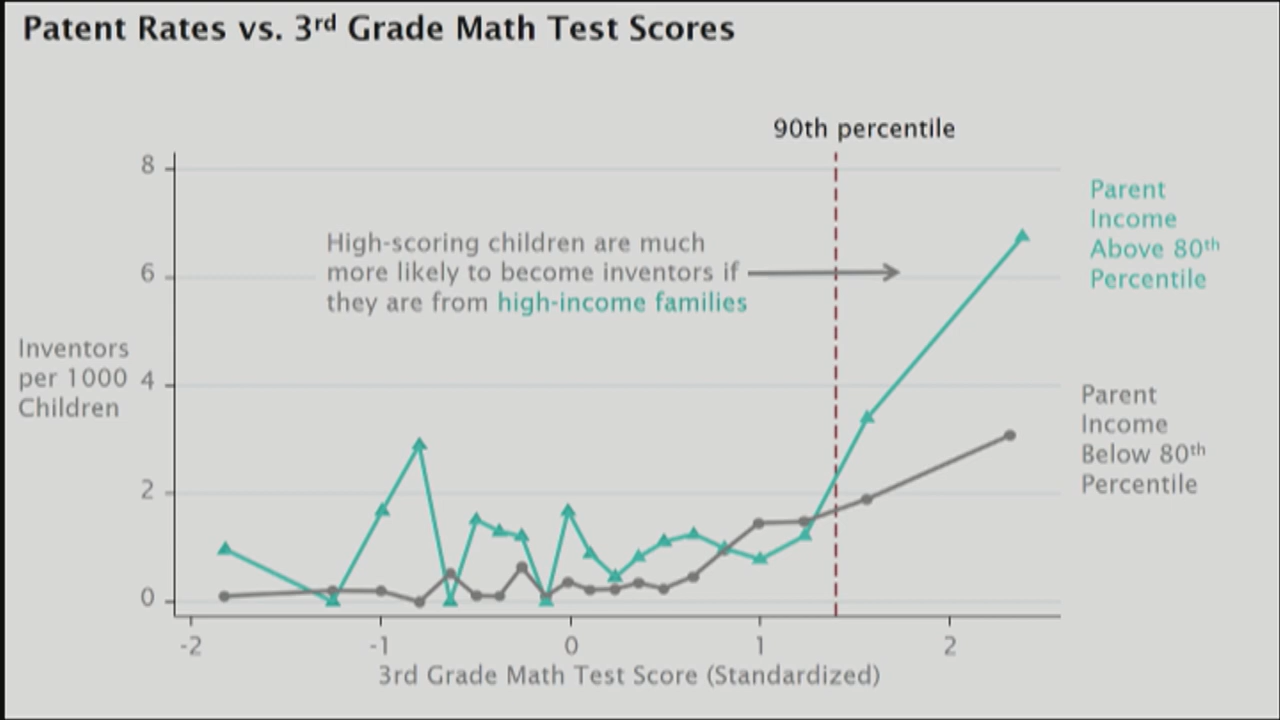 Patent Rates vs. 3rd Grade Math Test Scores
90th percentile
8
6
4
2
0
Inventors
per 1000
Children
High-scoring children are much
more likely to become inventors if
they are from high-income families
Parent
Income
Above 80th
Percentile
Parent
Income
Below 80th
Percentile
-2
-1
0
1
2
3rd Grade Math Test Score (Standardized)